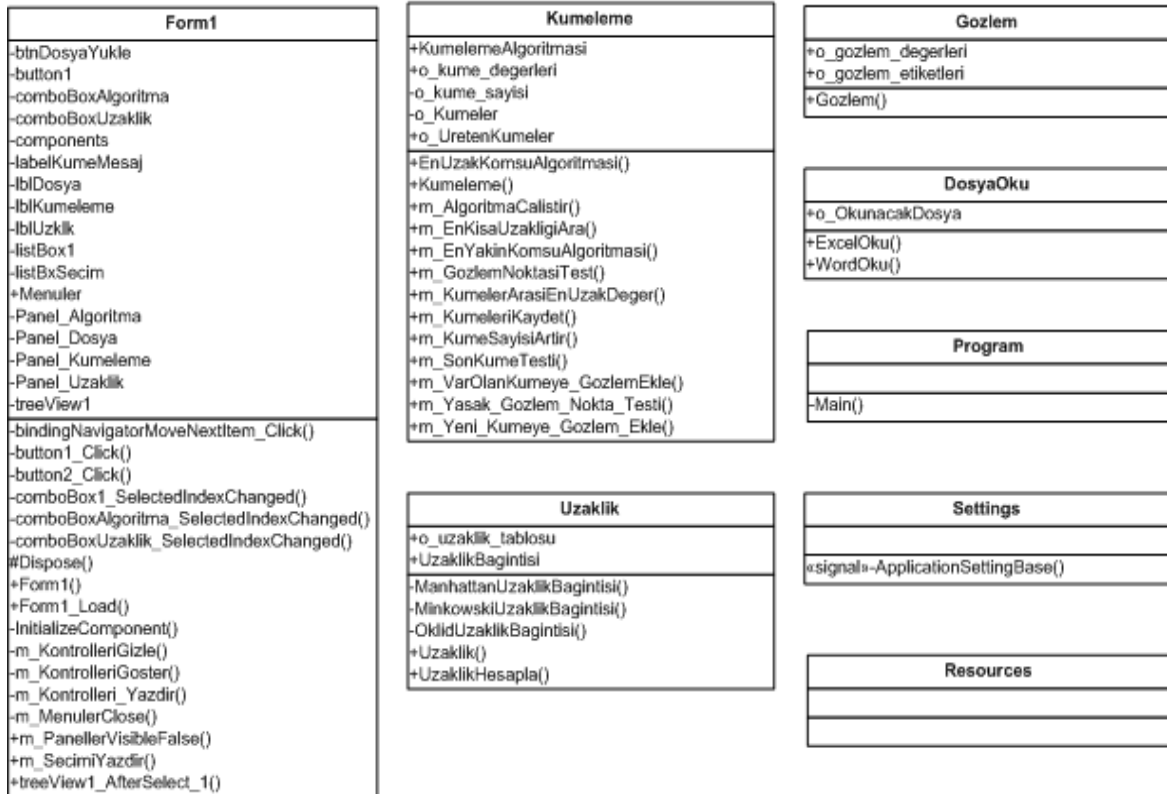 Form1
-btnDosyaYukle
-button1
-comboBoxAlgoritma
-comboBoxUzaklik
-components
-labelKumeMesaj
-lblDosya
-lblKumeleme
-lblUzklk
-listBox1
-listBxSecim
+Menuler
-Panel_Algoritma
-Panel_Dosya
-Panel_Kumeleme
-Panel_Uzaklik
-treeView1
-bindingNavigatorMoveNextItem_Click()
-button1_Click()
-button2_Click()
-comboBox1_SelectedIndexChanged()
-comboBoxAlgoritma_SelectedIndexChanged()
-comboBoxUzaklik_SelectedIndexChanged()
#Dispose()
+Form1()
+Form1_Load()
-InitializeComponent()
-m_KontrolleriGizle()
-m_KontrolleriGoster()
-m_Kontrolleri_Yazdir()
-m_MenulerClose()
+m_PanellerVisibleFalse()
+m_SecimiYazdir()
+treeView1_AfterSelect_1()
Kumeleme
+KumelemeAlgoritmasi
+o_kume_degerleri
-o_kume_sayisi
-o_Kumeler
+o_UretenKumeler
+EnUzakKomsuAlgoritmasi()
+Kumeleme()
+m_AlgoritmaCalistir()
+m_EnKisaUzakligiAra()
+m_EnYakinKomsuAlgoritmasi()
+m_GozlemNoktasiTest()
+m_KumelerArasiEnUzakDeger()
+m_KumeleriKaydet()
+m_KumeSayisiArtir()
+m_SonKumeTesti()
+m_VarOlanKumeye_GozlemEkle()
+m_Yasak_Gozlem_Nokta_Testi()
+m_Yeni_Kumeye_Gozlem_Ekle()
Uzaklik
+o_uzaklik_tablosu
+UzaklikBagintisi
-ManhattanUzaklikBagintisi()
-MinkowskiUzaklikBagintisi()
-OklidUzaklikBagintisi()
+Uzaklik()
+UzaklikHesapla()
Gozlem
+o_gozlem_degerleri
+o_gozlem_etiketleri
+Gozlem()
DosyaOku
+o_OkunacakDosya
+ExcelOku()
+WordOku()
Program
-Main()
Settings
«signal»-ApplicationSettingBase()
Resources